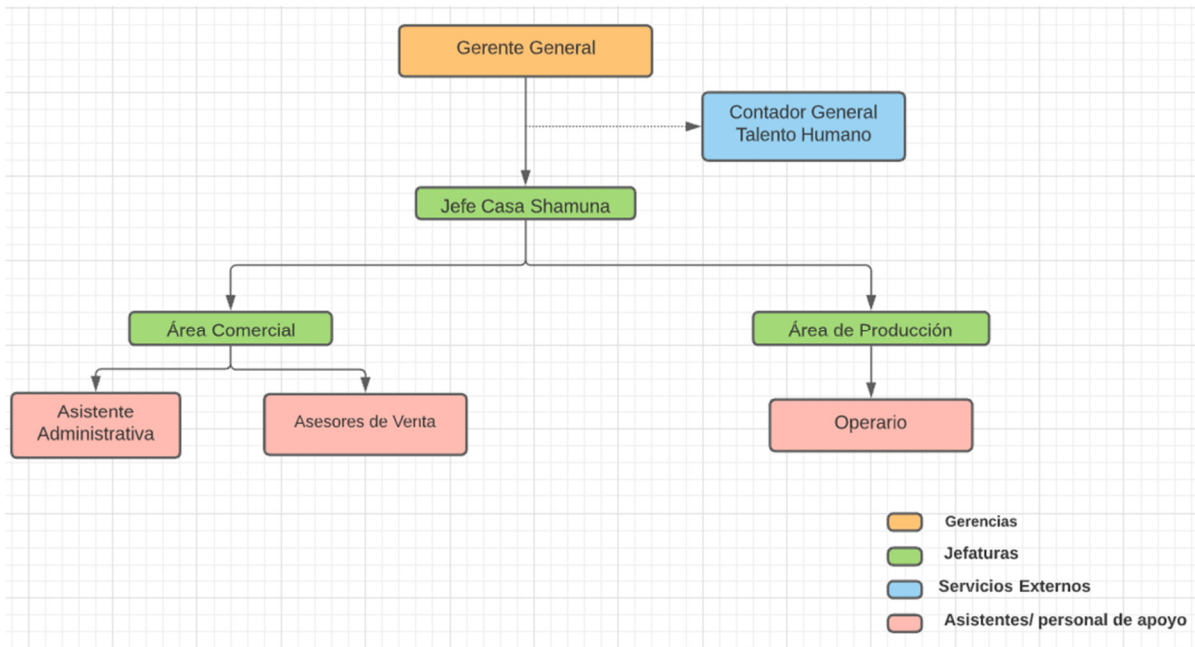 Gerente General
Contador General
Talento Humano
Jefe Casa Shamuna
Área Comercial
Área de Producción
Asistente
Administrativa
Asesores de Venta
Operario
Gerencias
Jefaturas
Servicios Externos
Asistentes/ personal de apoyo